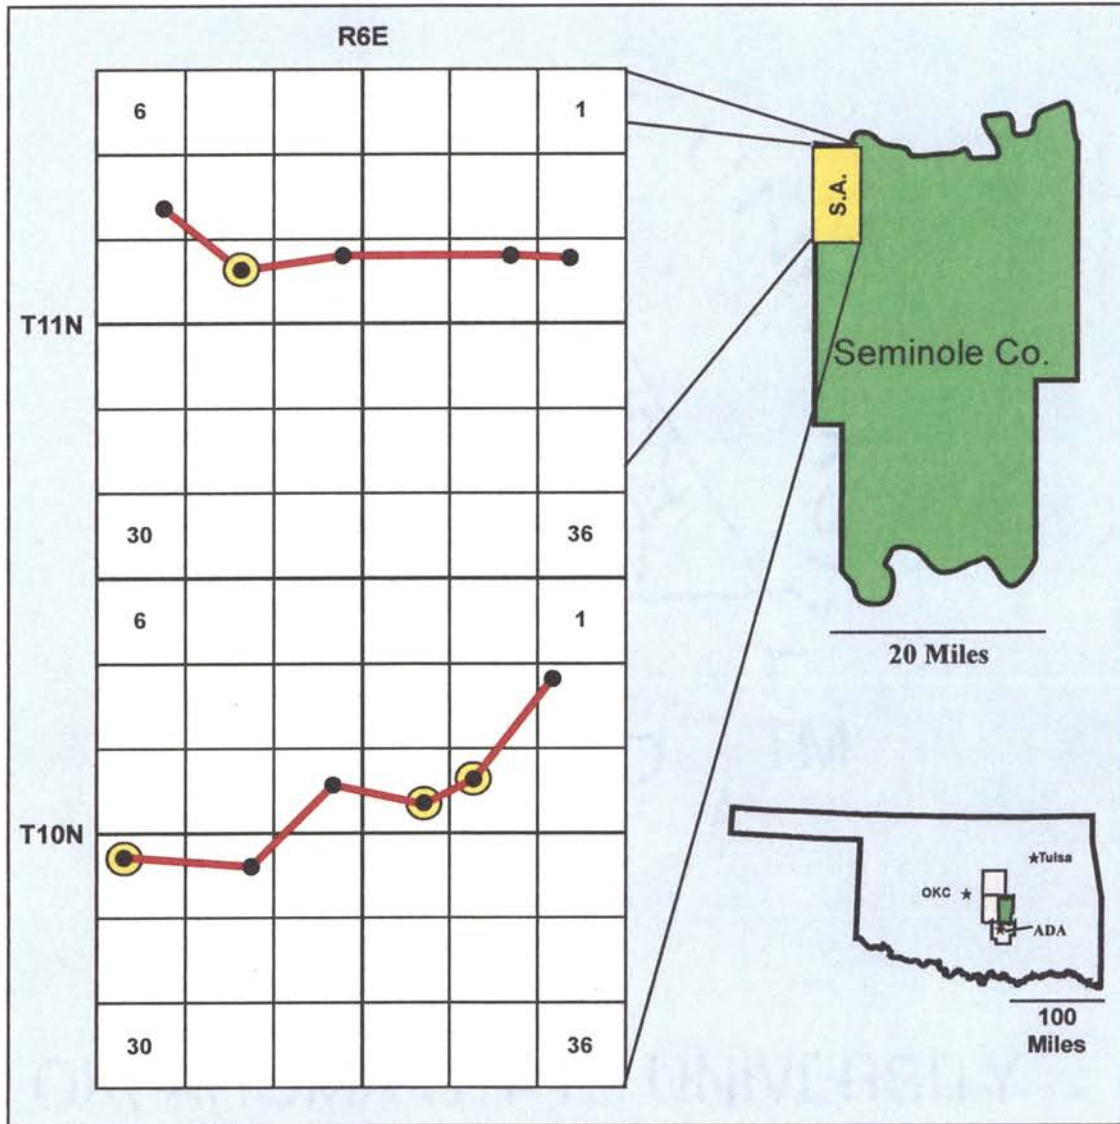 R6E
6
1
T11N
30
36
6
1
T10N
30
36
S.A.
Seminole Co.
20 Miles
Tulsa
OKC
ADA
100
Miles
UNIVERSITY